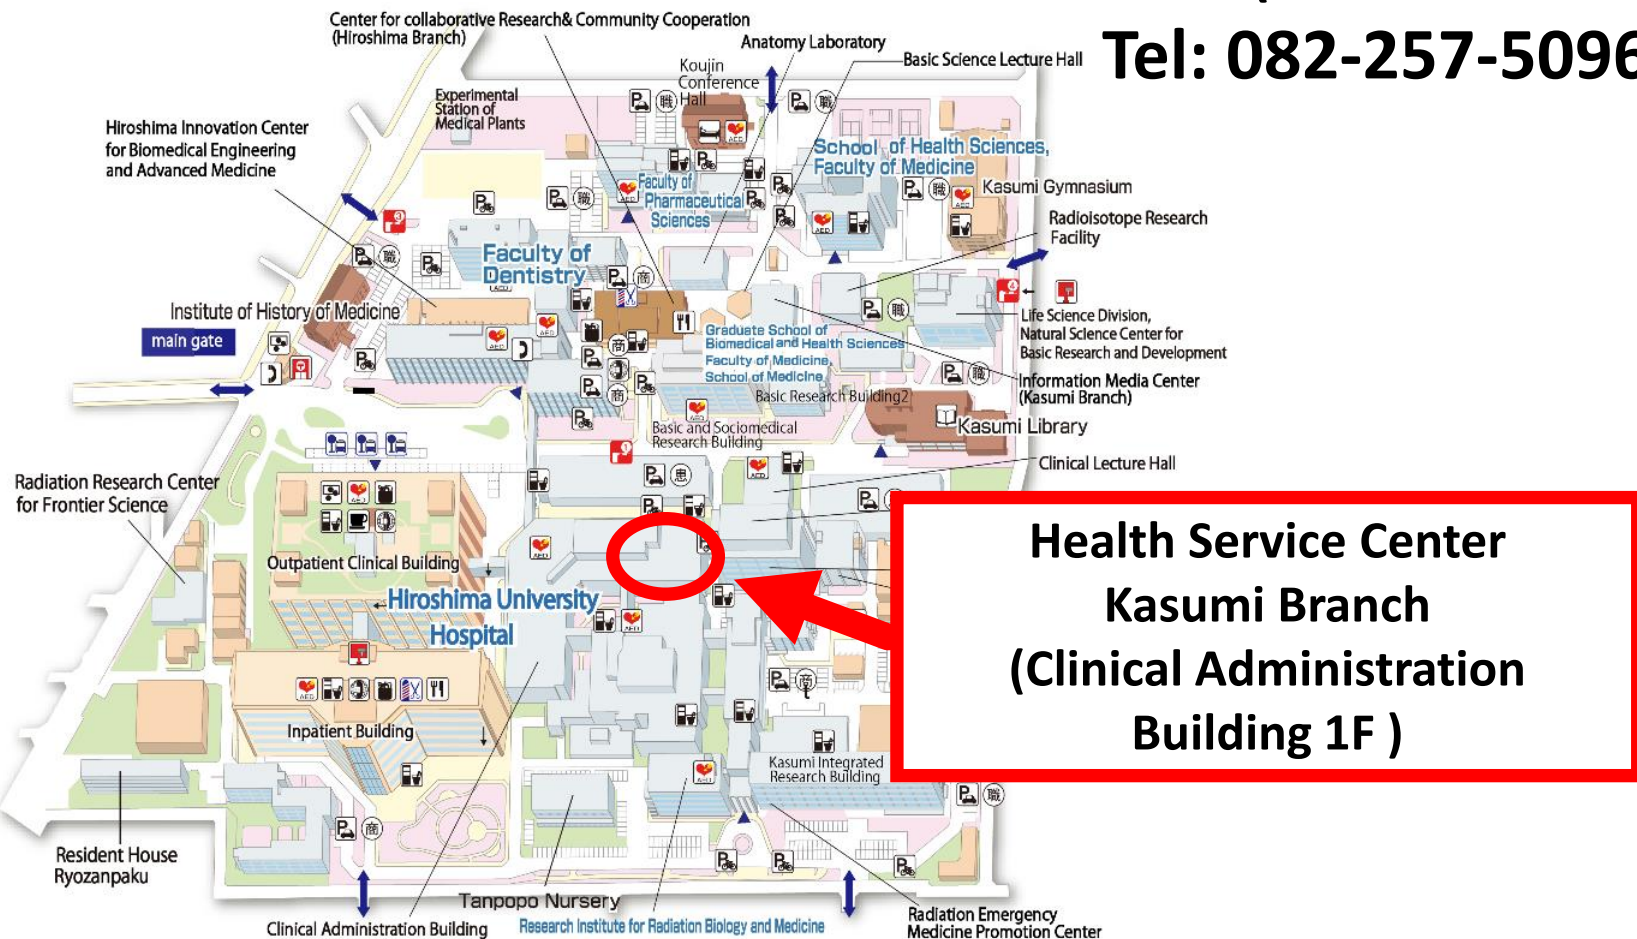 Center for collaborative Research& Community Cooperation
(Hiroshima Branch)
Tel: 082-257-5096
Anatomy Laboratory
Basic Science Lecture Hall
Koujin
Conference
Hall
Experimental
Station of
Medical Plants
Hiroshima Innovation Center
for Biomedical Engineering
and Advanced Medicine
School of Health Sciences,
Faculty of Medicine
Faculty of
Pharmaceutical
Sciences
Kasumi Gymnasium
Radioisotope Research
Facility
Faculty of
Dentistry
Institute of History of Medicine
main gate
Life Science Division,
Natural Science Center for
Basic Research and Development
Graduate School of
Biomedical and Health Sciences
Faculty of Medicine,
School of Medicine
Information Media Center
(Kasumi Branch)
Basic Research Building2
Kasumi Library
Basic and Sociomedical
Research Building
Clinical Lecture Hall
Radiation Research Center
for Frontier Science
Outpatient Clinical Building
Hiroshima University
Hospital
Health Service Center
Kasumi Branch
(Clinical Administration
Building 1F )
Inpatient Building
Kasumi Integrated
Research Building
Resident House
Ryozanpaku
Tanpopo Nursery
Clinical Administration Building
Research Institute for Radiation Biology and Medicine
Radiation Emergency
Medicine Promotion Center